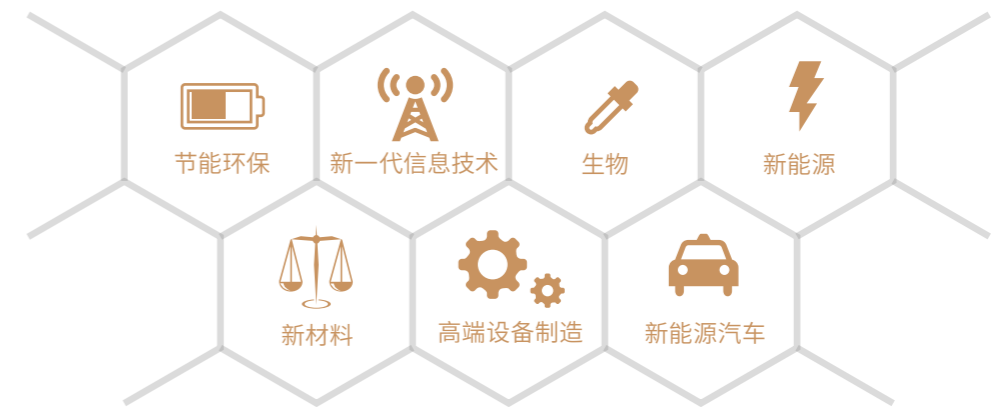 节能环保
新一代信息技术
生物
新能源
新材料
高端设备制造
新能源汽车